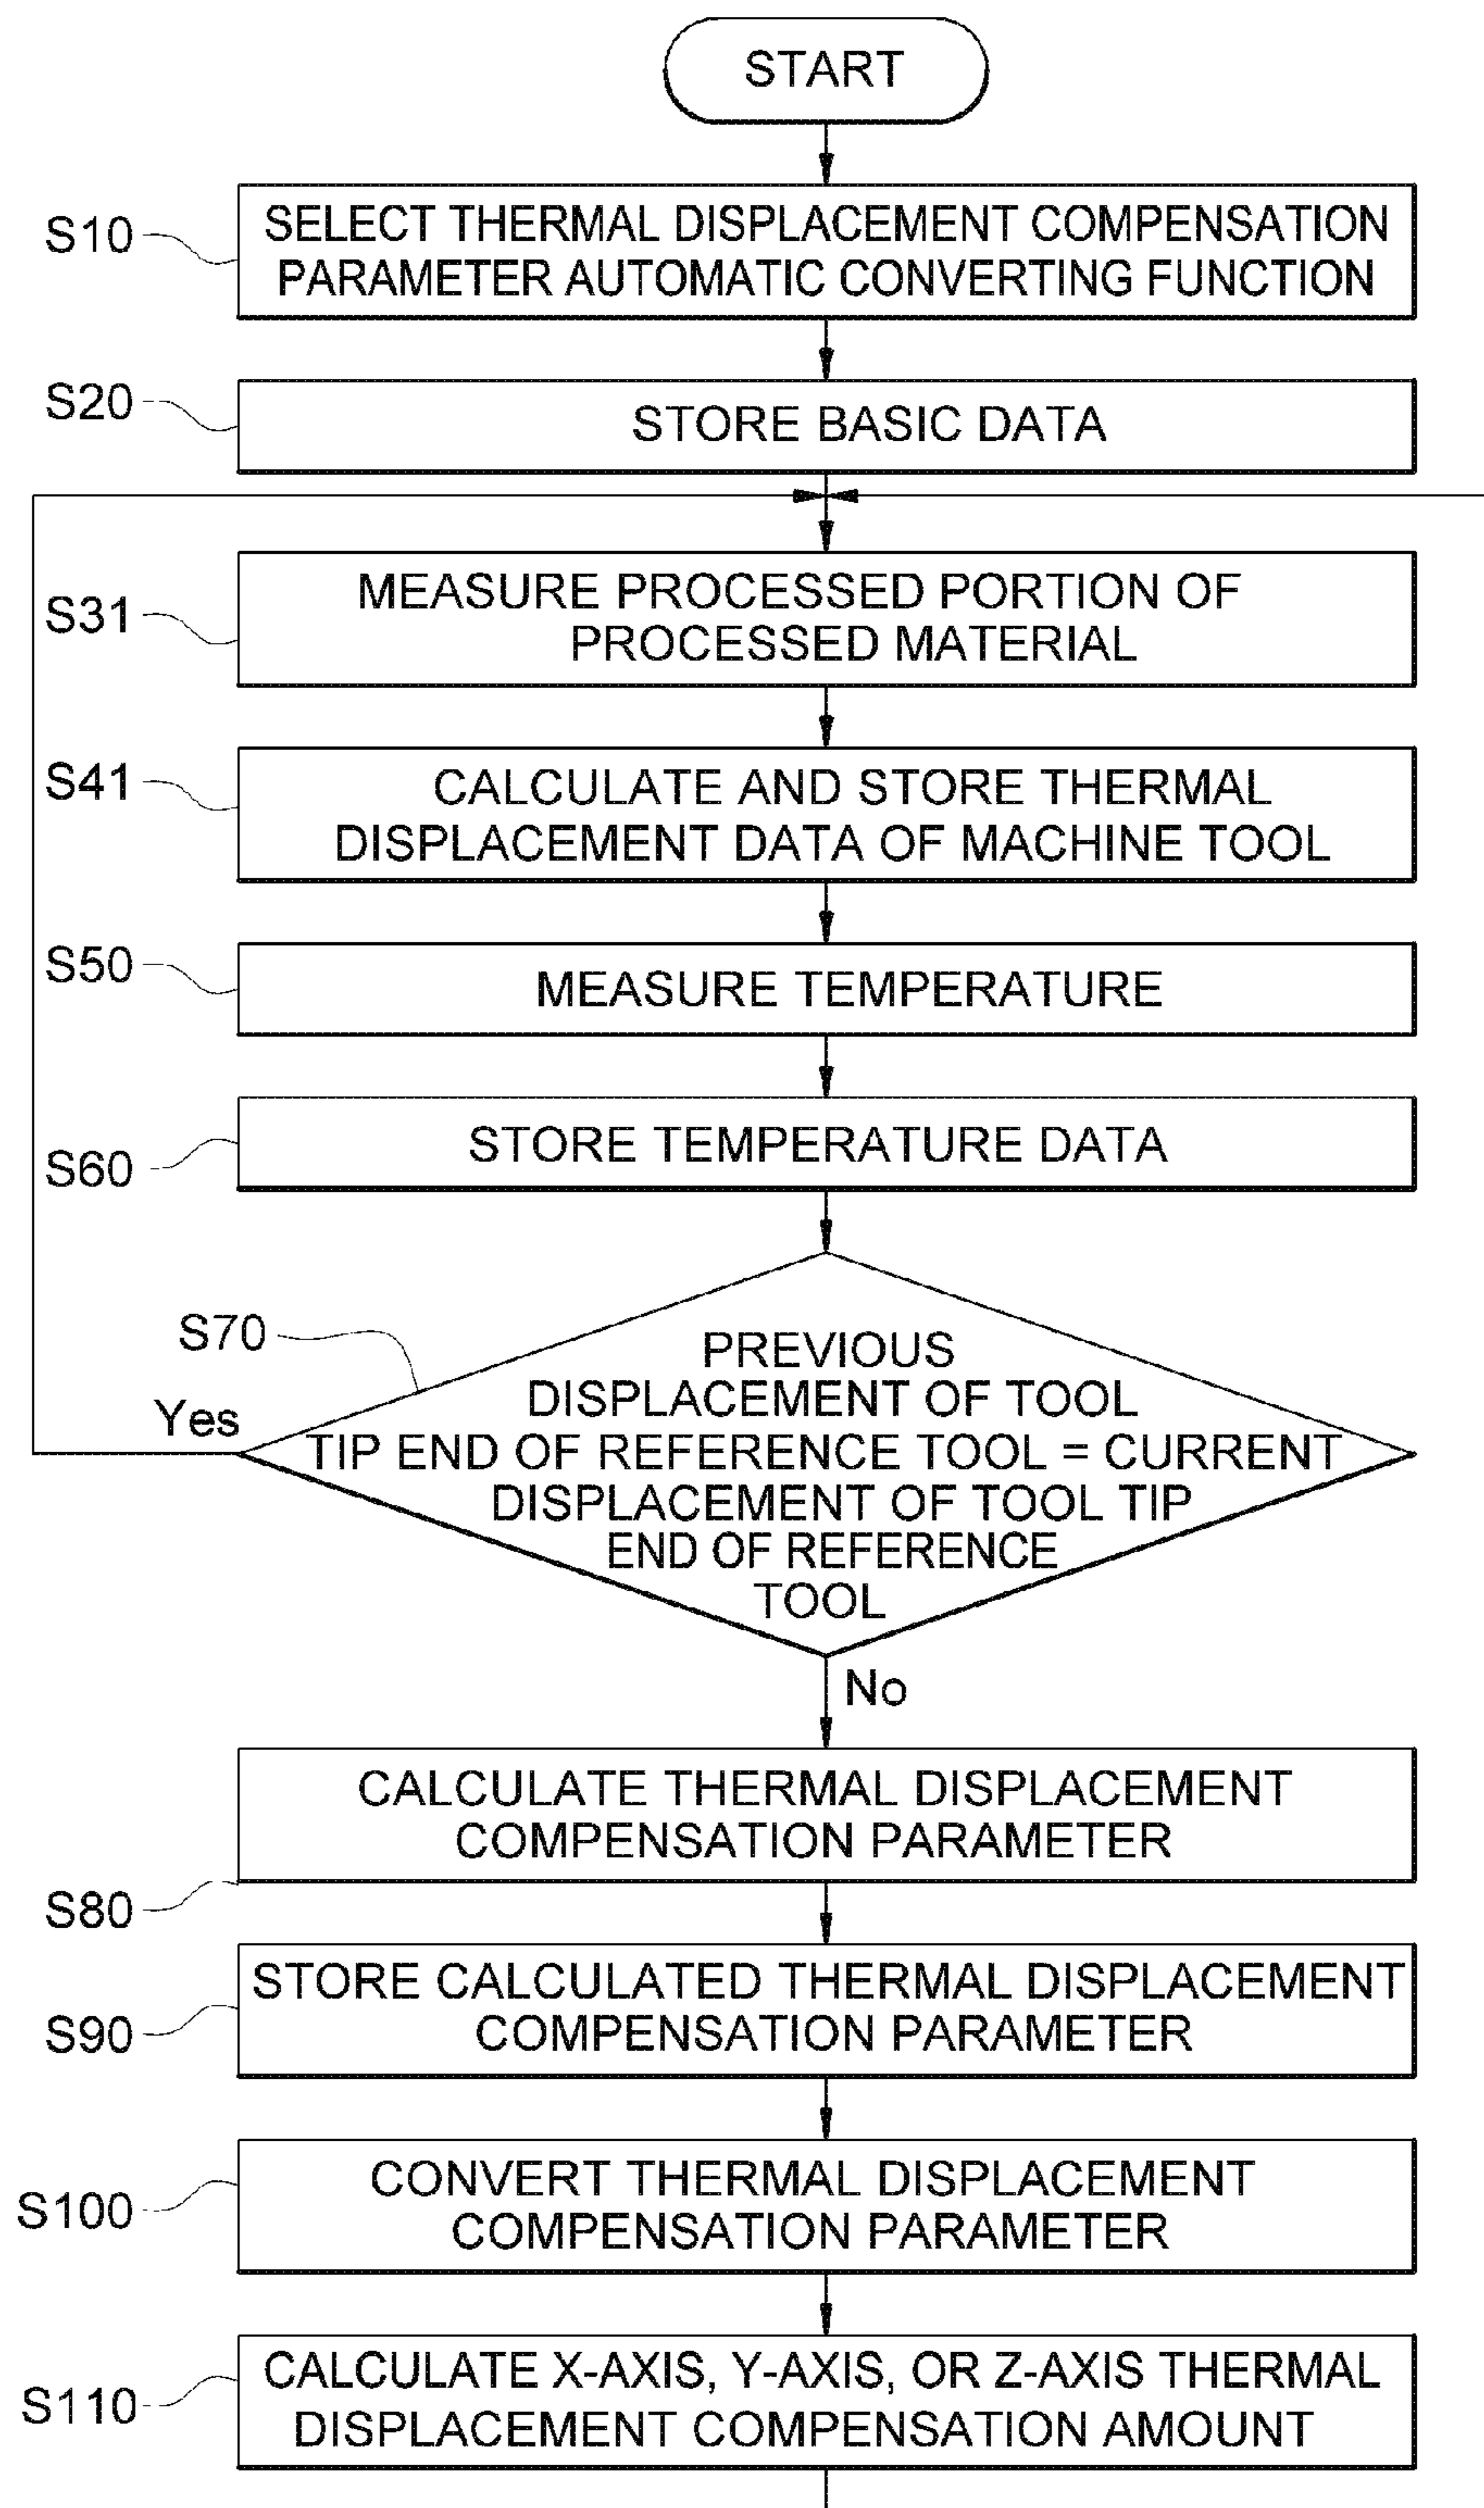 START
S10
SELECT THERMAL DISPLACEMENT COMPENSATION
PARAMETER AUTOMATIC CONVERTING FUNCTION
S20
STORE BASIC DATA
S31
MEASURE PROCESSED PORTION OF
PROCESSED MATERIAL
S41
CALCULATE AND STORE THERMAL
DISPLACEMENT DATA OF MACHINE TOOL
S50
MEASURE TEMPERATURE
S60
STORE TEMPERATURE DATA
S70
Yes
PREVIOUS
DISPLACEMENT OF TOOL
TIP END OF REFERENCE TOOL = CURRENT
DISPLACEMENT OF TOOL TIP
END OF REFERENCE
TOOL
No
CALCULATE THERMAL DISPLACEMENT
COMPENSATION PARAMETER
S80
STORE CALCULATED THERMAL DISPLACEMENT
COMPENSATION PARAMETER
S90
CONVERT THERMAL DISPLACEMENT
COMPENSATION PARAMETER
S100
CALCULATE X-AXIS, Y-AXIS, OR Z-AXIS THERMAL
DISPLACEMENT COMPENSATION AMOUNT
S110